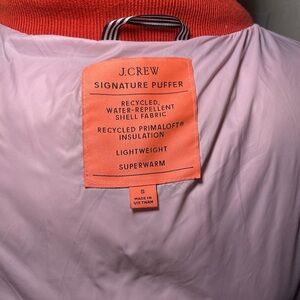 J.CREW
SIGNATURE PUFFER
RECYCLED,
WATER-REPELLENT
SHELL FABRIC
RECYCLED PRIMALOFT®
INSULATION
LIGHTWEIGHT
SUPERWARM
S
MADE IN
VIETNAM